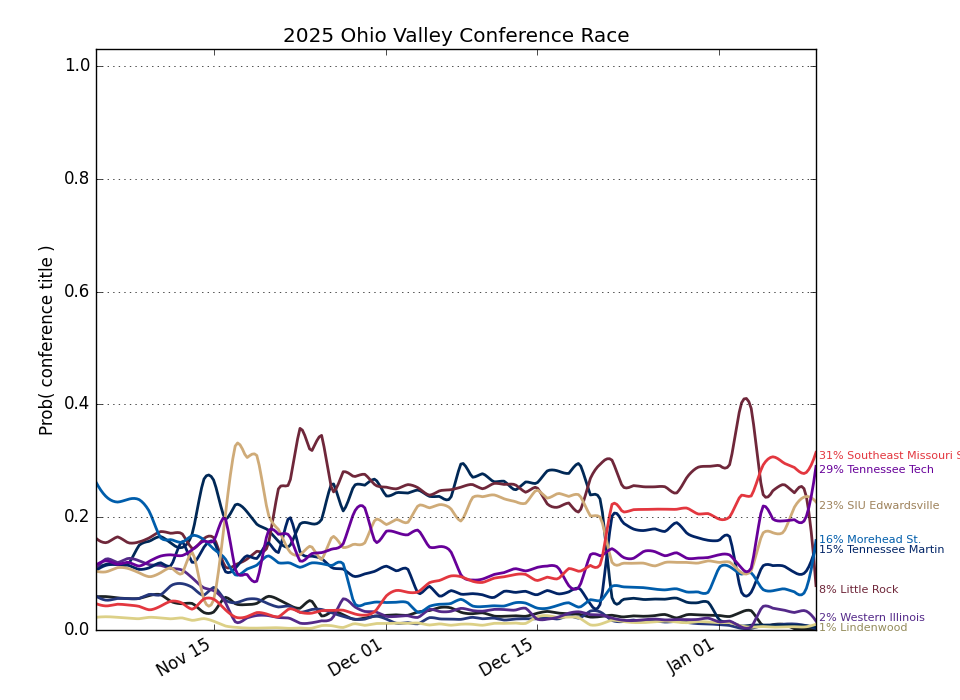 2025 Ohio Valley Conference Race
1.0
0.8
0.6
0.4
0.2
0.0
Prob( conference title )
31% Southeast Missouri S
29% Tennessee Tech
23% SIU Edwardsville
16% Morehead St.
15% Tennessee Martin
8% Little Rock
2% Western Illinois
1% Lindenwood
Nov 15
Dec 01
Dec 15
Jan 01